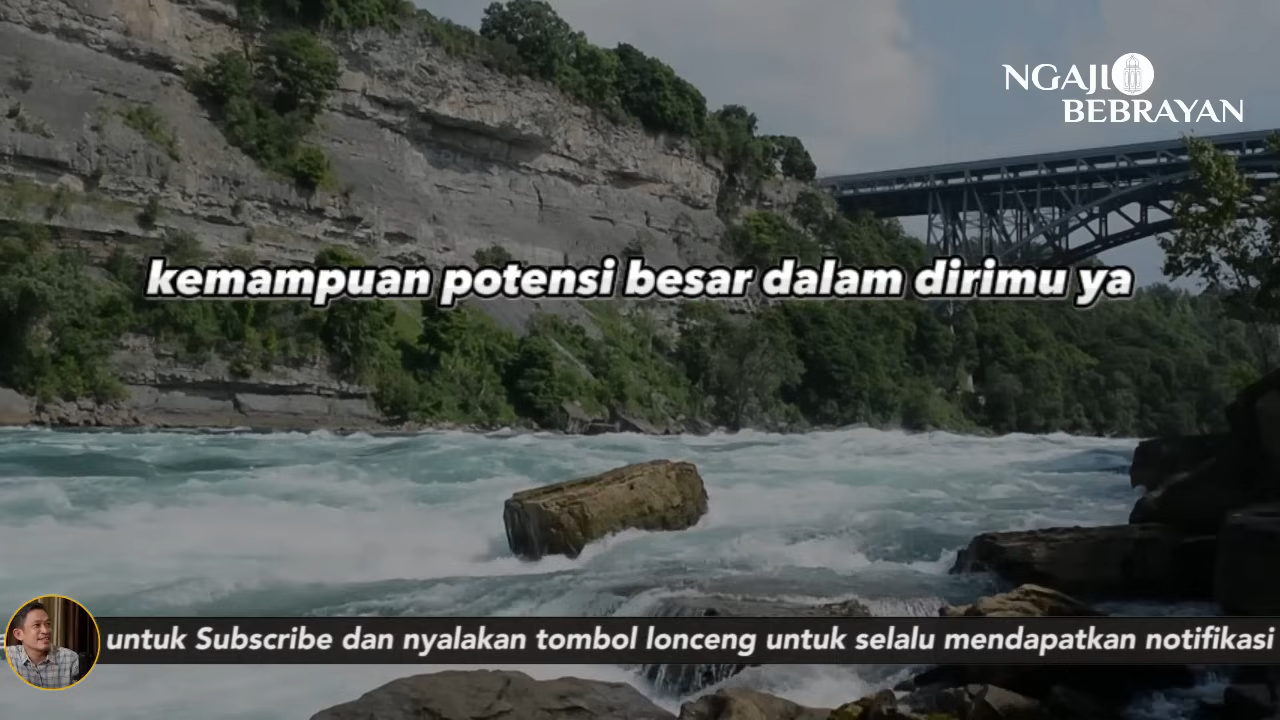 NGAJI
BEBRAYAN
kemampuan potensi besar dalam dirimu ya
untuk Subscribe dan nyalakan tombol lonceng untuk selalu mendapatkan notifikasi